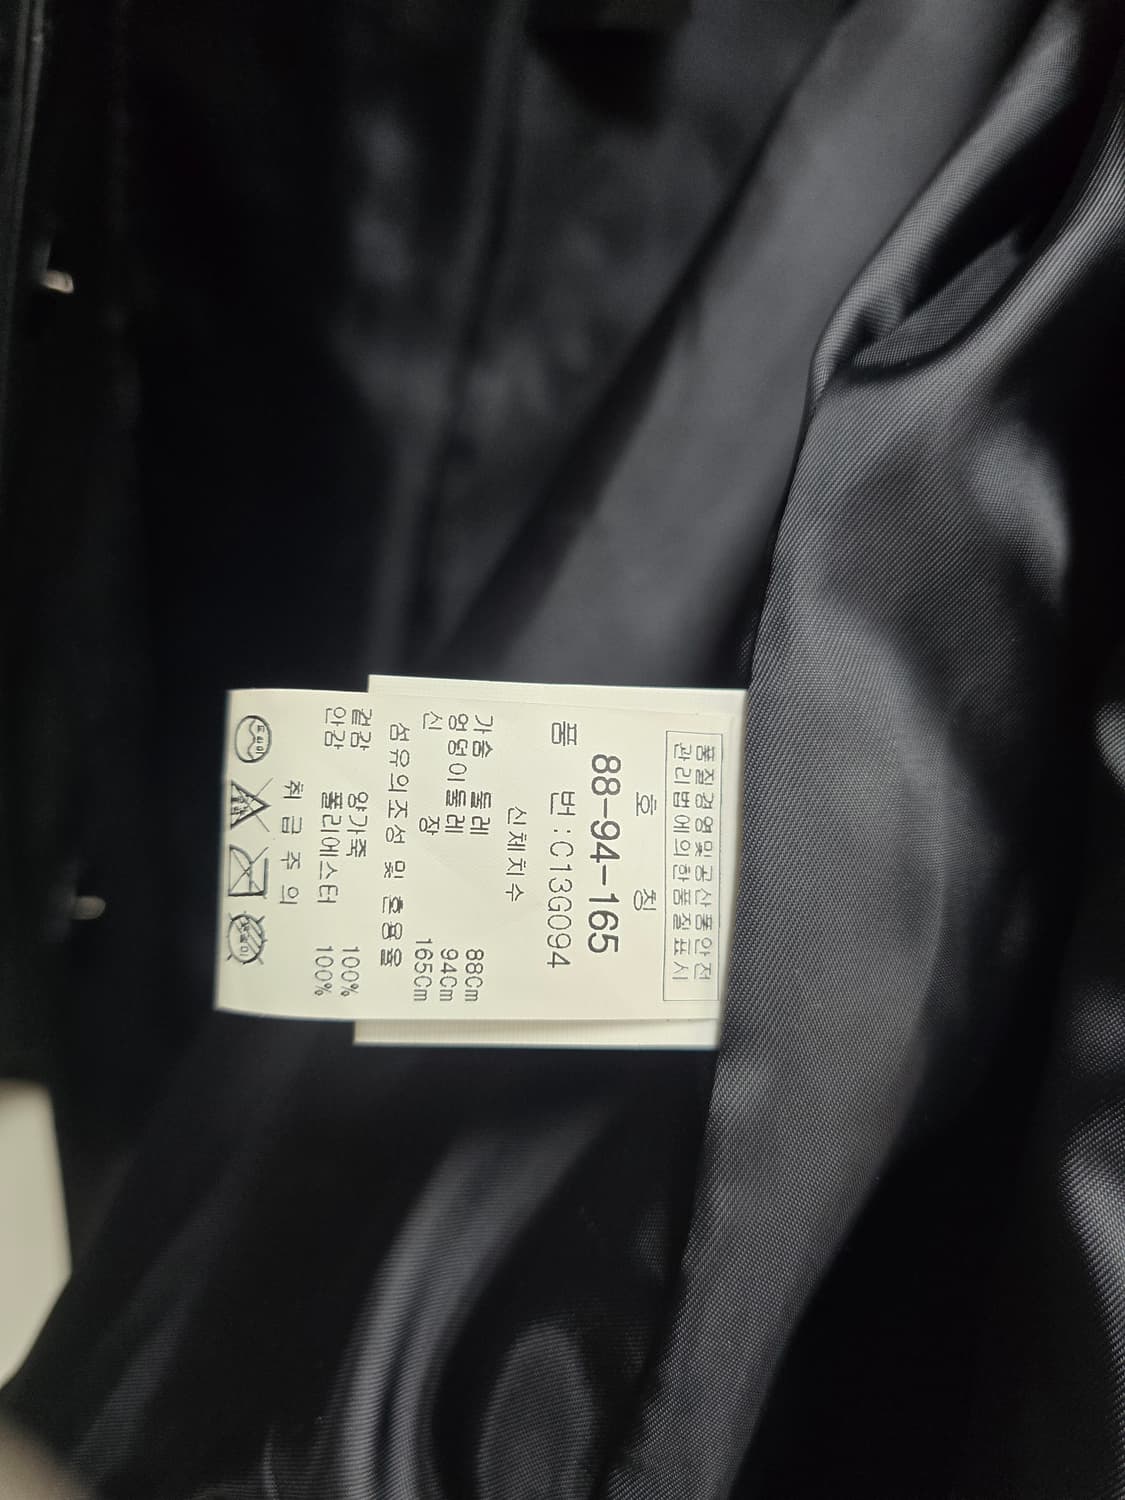 품질경영및공산품안전
관리법에의한품질표시
호 칭
88-94-165
품 번:C13G094
신체치수
가슴 둘레 88Cm
엉덩이둘레 94Cm
신 장 165Cm
섬유의조성 및 혼용율
겉감 양가죽 100%
안감 폴리에스터 100%
취 급 주 의
드라이